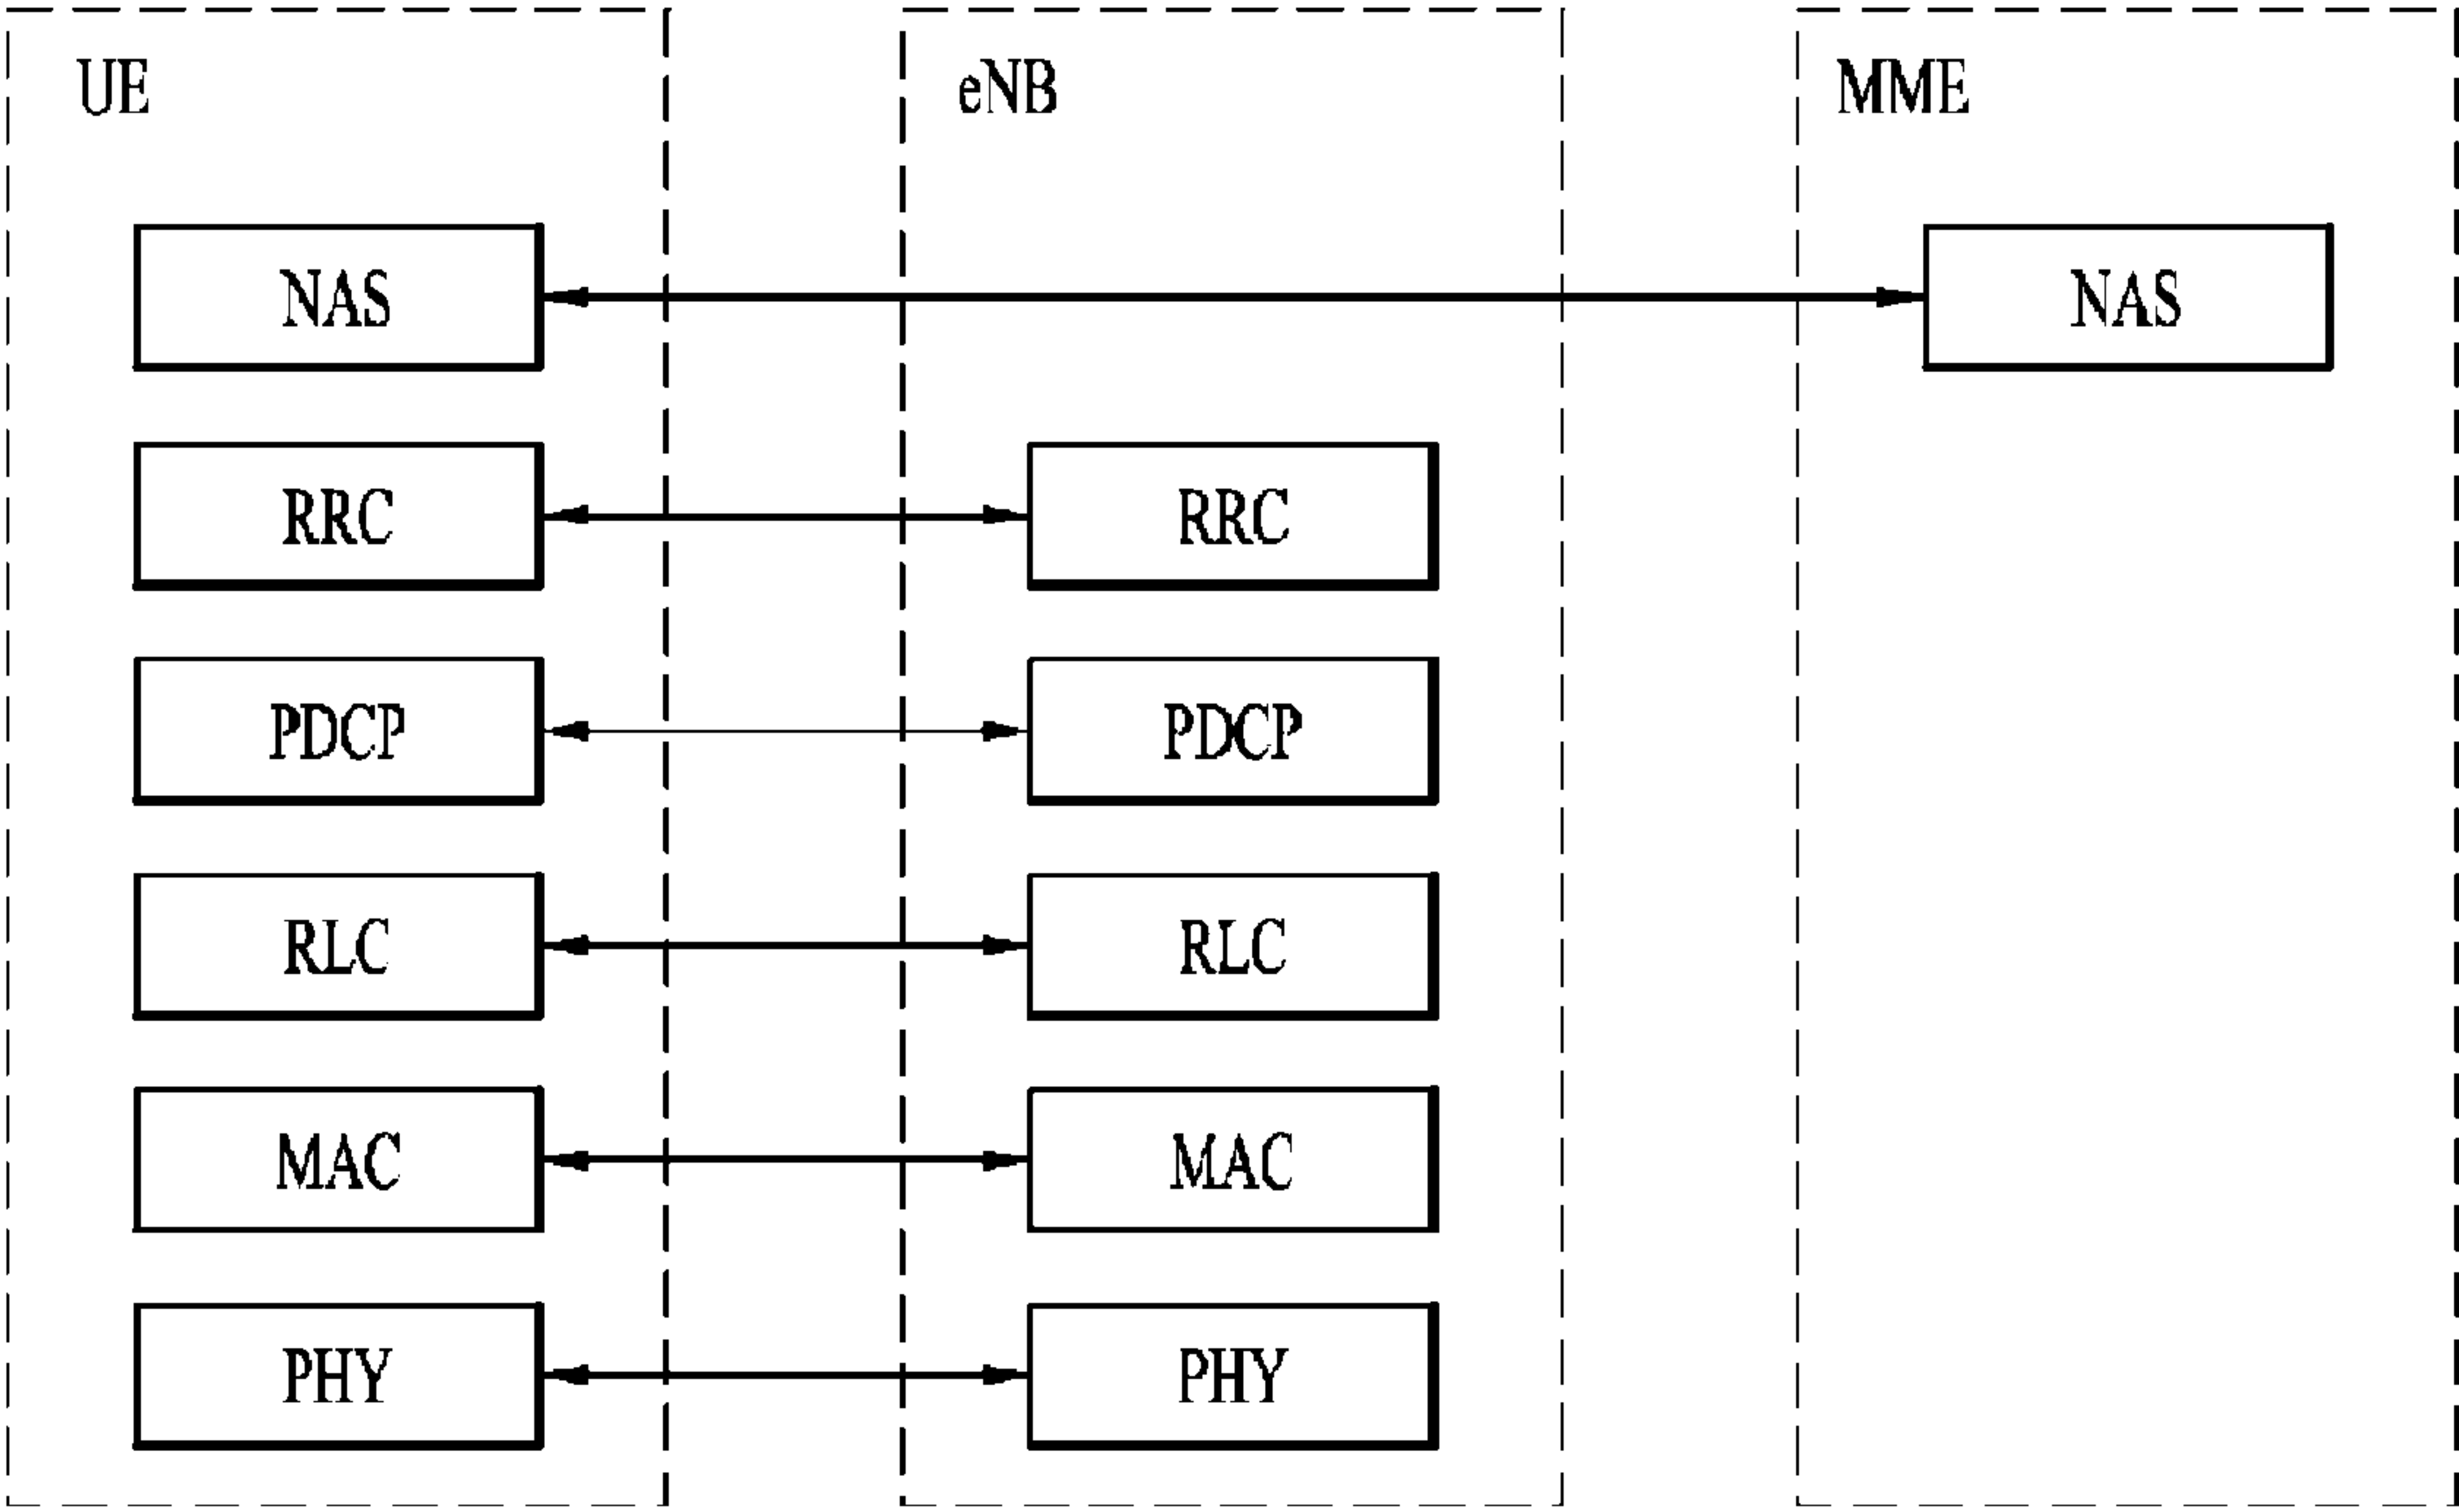 UE
eNB
MME
NAS
NAS
RRC
RRC
PDCP
PDCP
RLC
RLC
MAC
MAC
PHY
PHY